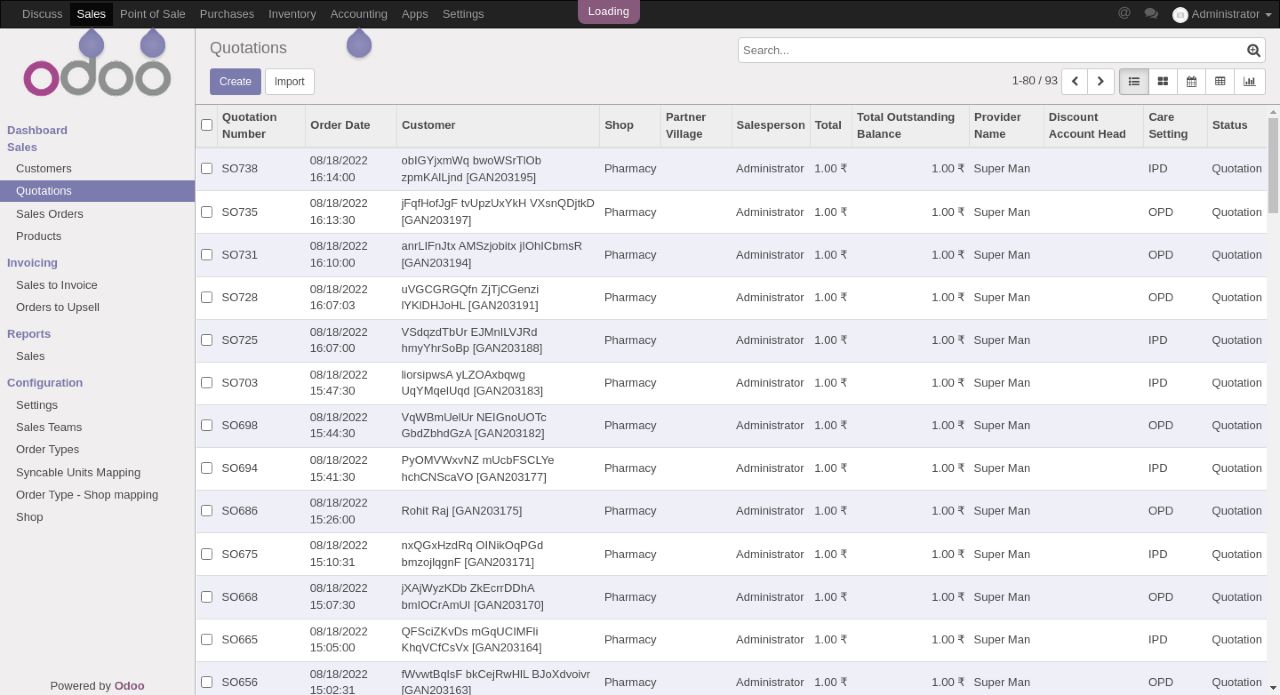 Discuss Sales Point of Sale Purchases Inventory Accounting Apps Settings Loading @ Administrator
odoo
Dashboard
Sales
Customers
Quotations
Sales Orders
Products
Invoicing
Sales to Invoice
Orders to Upsell
Reports
Sales
Configuration
Settings
Sales Teams
Order Types
Syncable Units Mapping
Order Type - Shop mapping
Shop
Powered by Odoo
Quotations
Search...
Create Import
1-80 / 93
Quotation Number Order Date Customer Shop Partner Village Salesperson Total Total Outstanding Balance Provider Name Discount Account Head Care Setting Status
SO738 08/18/2022 16:14:00 obIGYjxmWq bwoWSrTlOb zpmKAlLjnd [GAN203195] Pharmacy Administrator 1.00 ₹ 1.00 ₹ Super Man IPD Quotation
SO735 08/18/2022 16:13:30 jFqfHofJgF tvUpzUxYkH VXsnQDjtkD [GAN203197] Pharmacy Administrator 1.00 ₹ 1.00 ₹ Super Man OPD Quotation
SO731 08/18/2022 16:10:00 anrLIFnJtx AMSzjobitx jIOhICbmsR [GAN203194] Pharmacy Administrator 1.00 ₹ 1.00 ₹ Super Man OPD Quotation
SO728 08/18/2022 16:07:03 uVGCGRGQfn ZjTjCGenzi lYKlDHJoHL [GAN203191] Pharmacy Administrator 1.00 ₹ 1.00 ₹ Super Man OPD Quotation
SO725 08/18/2022 16:07:00 VSdqzdTbUr EJMnILVJRd hmyYhrSoBp [GAN203188] Pharmacy Administrator 1.00 ₹ 1.00 ₹ Super Man IPD Quotation
SO703 08/18/2022 15:47:30 liorsipwsA yLZOAxbqwg UqYMqelUqd [GAN203183] Pharmacy Administrator 1.00 ₹ 1.00 ₹ Super Man IPD Quotation
SO698 08/18/2022 15:44:30 VqWBmUelUr NEIGnoUOTc GbdZbhdGzA [GAN203182] Pharmacy Administrator 1.00 ₹ 1.00 ₹ Super Man OPD Quotation
SO694 08/18/2022 15:41:30 PyOMVWxvNZ mUcbFSCLYe hchCNScaVO [GAN203177] Pharmacy Administrator 1.00 ₹ 1.00 ₹ Super Man IPD Quotation
SO686 08/18/2022 15:26:00 Rohit Raj [GAN203175] Pharmacy Administrator 1.00 ₹ 1.00 ₹ Super Man OPD Quotation
SO675 08/18/2022 15:10:31 nxQGxHzdRq OINikOqPGd bmzojIqgnF [GAN203171] Pharmacy Administrator 1.00 ₹ 1.00 ₹ Super Man IPD Quotation
SO668 08/18/2022 15:07:30 jXAjWyzKDb ZkEcrrDDhA bmIOCrAmUI [GAN203170] Pharmacy Administrator 1.00 ₹ 1.00 ₹ Super Man OPD Quotation
SO665 08/18/2022 15:05:00 QFSciZKvDs mGqUCIMFli KhqVCfCsVx [GAN203164] Pharmacy Administrator 1.00 ₹ 1.00 ₹ Super Man IPD Quotation
SO656 08/18/2022 15:02:31 fWvwtBqlsF bkCejRwHIL BJoXdvoivr [GAN203163] Pharmacy Administrator 1.00 ₹ 1.00 ₹ Super Man OPD Quotation